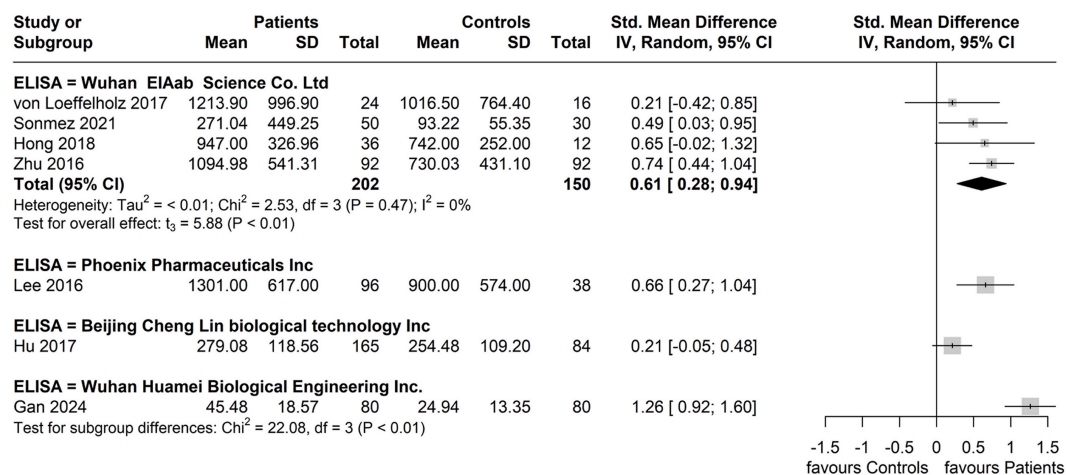 Study or Patients Controls Std. Mean Difference Std. Mean Difference
Subgroup Mean SD Total Mean SD Total IV, Random, 95% CI IV, Random, 95% CI
ELISA = Wuhan EIAab Science Co. Ltd
von Loeffelholz 2017 1213.90 996.90 24 1016.50 764.40 16 0.21 [-0.42; 0.85]
Sonmez 2021 271.04 449.25 50 93.22 55.35 30 0.49 [ 0.03; 0.95]
Hong 2018 947.00 326.96 36 742.00 252.00 12 0.65 [-0.02; 1.32]
Zhu 2016 1094.98 541.31 92 730.03 431.10 92 0.74 [ 0.44; 1.04]
Total (95% CI) 202 150 0.61 [ 0.28; 0.94]
Heterogeneity: Tau² = < 0.01; Chi² = 2.53, df = 3 (P = 0.47); I² = 0%
Test for overall effect: t₃ = 5.88 (P < 0.01)
ELISA = Phoenix Pharmaceuticals Inc
Lee 2016 1301.00 617.00 96 900.00 574.00 38 0.66 [ 0.27; 1.04]
ELISA = Beijing Cheng Lin biological technology Inc
Hu 2017 279.08 118.56 165 254.48 109.20 84 0.21 [-0.05; 0.48]
ELISA = Wuhan Huamei Biological Engineering Inc.
Gan 2024 45.48 18.57 80 24.94 13.35 80 1.26 [ 0.92; 1.60]
Test for subgroup differences: Chi² = 22.08, df = 3 (P < 0.01)
-1.5 -1 -0.5 0 0.5 1 1.5
favours Controls favours Patients